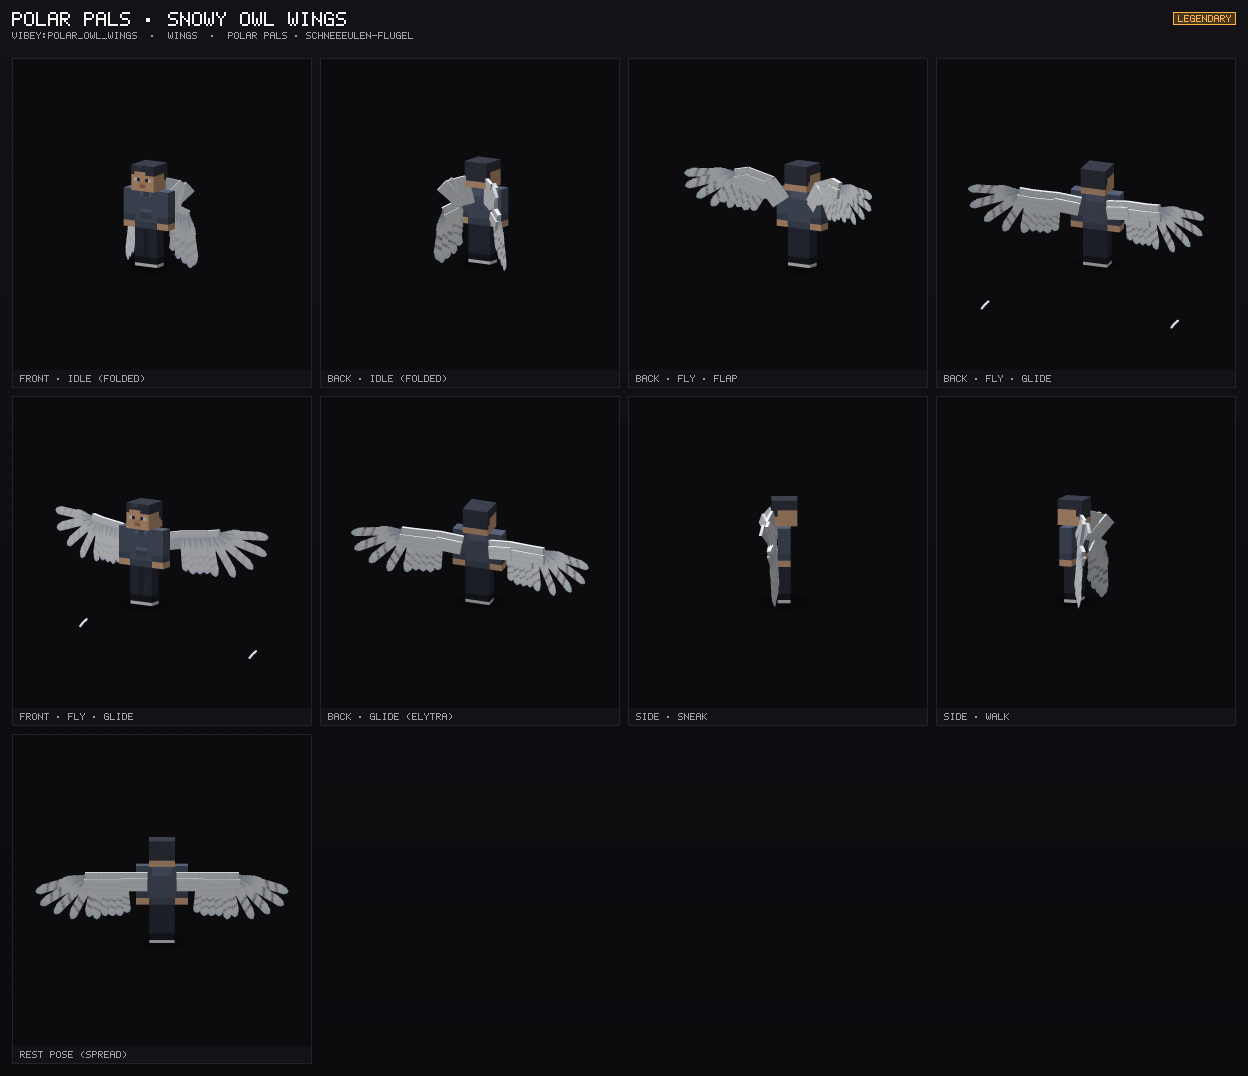 POLAR PALS · SNOWY OWL WINGS
LEGENDARY
VIBEY:POLAR_OWL_WINGS · WINGS · POLAR PALS · SCHNEEEULEN-FLUGEL
FRONT · IDLE (FOLDED)
BACK · IDLE (FOLDED)
BACK · FLY · FLAP
BACK · FLY · GLIDE
FRONT · FLY · GLIDE
BACK · GLIDE (ELYTRA)
SIDE · SNEAK
SIDE · WALK
REST POSE (SPREAD)